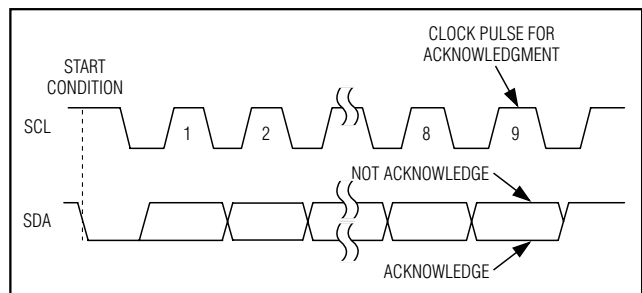 CLOCK PULSE FOR
ACKNOWLEDGMENT
START
CONDITION
SCL
1 2 8 9
NOT ACKNOWLEDGE
SDA
ACKNOWLEDGE